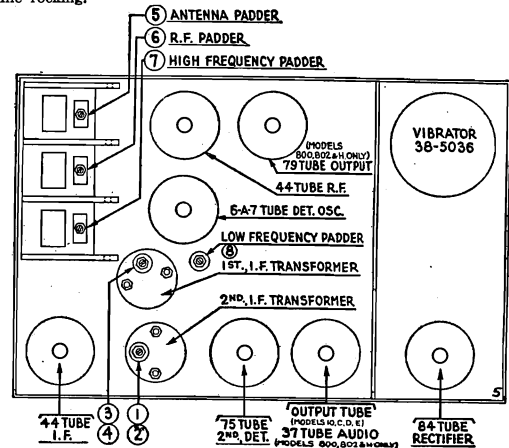 the rocking.
⑤ ANTENNA PADDER
⑥ R.F. PADDER
⑦ HIGH FREQUENCY PADDER
VIBRATOR
38-5036
(MODELS
800, 802 & H. ONLY)
79 TUBE OUTPUT
44 TUBE R.F.
6-A-7 TUBE DET. OSC.
LOW FREQUENCY PADDER
⑧
1ST., I.F. TRANSFORMER
2ND., I.F. TRANSFORMER
5
44 TUBE
I.F.
③ ①
④ ②
75 TUBE
2ND. DET.
OUTPUT TUBE
(MODELS 10, C, D, E)
37 TUBE AUDIO
(MODELS 800, 802 & H ONLY)
84 TUBE
RECTIFIER